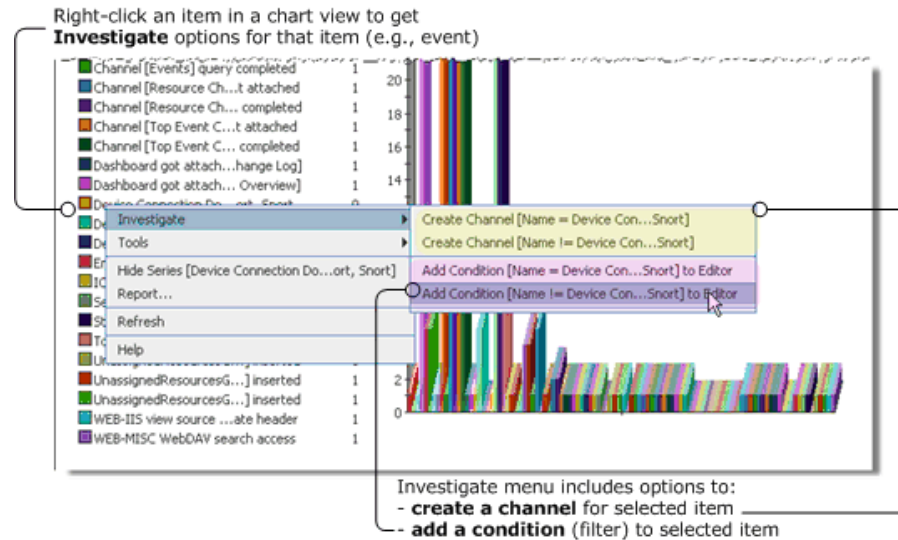 Right-click an item in a chart view to get
Investigate options for that item (e.g., event)
Channel [Events] query completed 1
Channel [Resource Ch...t attached 1
Channel [Resource Ch... completed 1
Channel [Top Event C...t attached 1
Channel [Top Event C... completed 1
Dashboard got attach...hange Log] 1
Dashboard got attach... Overview] 1
20
18
16
14
Investigate
Tools
Hide Series [Device Connection Do...ort, Snort]
Report...
Refresh
Help
Create Channel [Name = Device Con...Snort]
Create Channel [Name != Device Con...Snort]
Add Condition [Name = Device Con...Snort] to Editor
Add Condition [Name != Device Con...Snort] to Editor
UnassignedResourcesG...] inserted 1
UnassignedResourcesG...] inserted 1
WEB-IIS view source ...ate header 1
WEB-MISC WebDAV search access 1
2
0
Investigate menu includes options to:
- create a channel for selected item
- add a condition (filter) to selected item